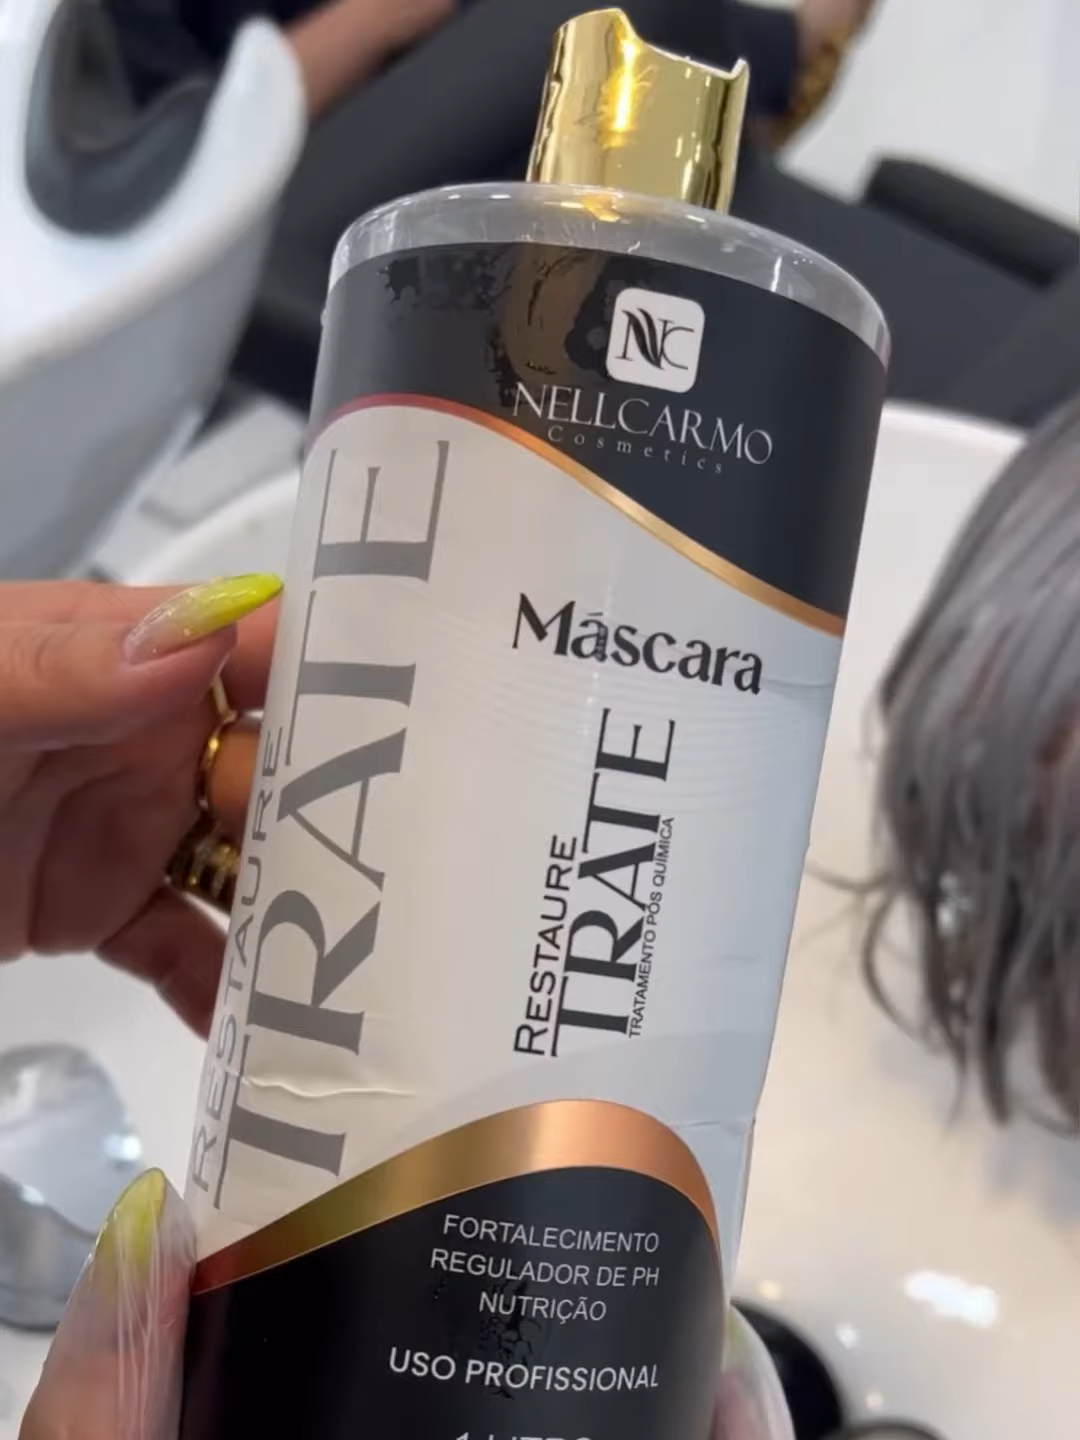 NC
NELLCARMO
Cosmetics
Máscara
RESTAURE
TRATE
RESTAURE
TRATE
TRATAMENTO PÓS QUÍMICA
FORTALECIMENTO
REGULADOR DE PH
NUTRIÇÃO
USO PROFISSIONAL